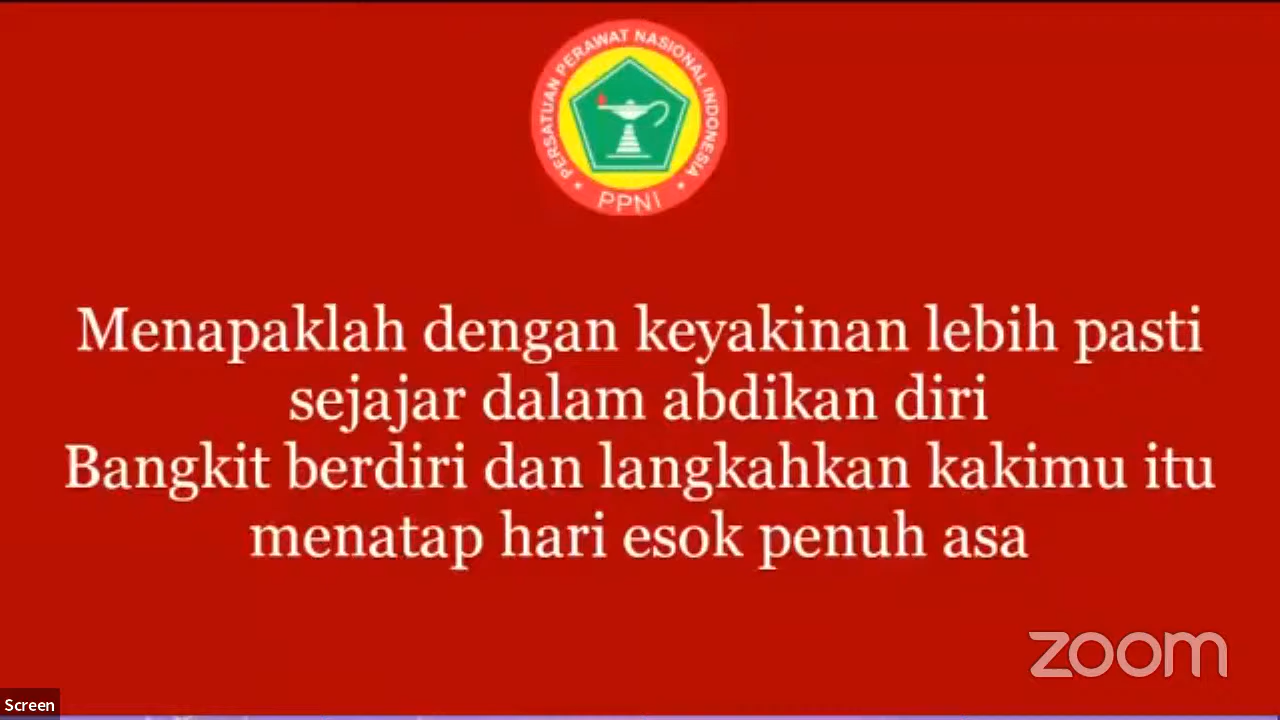 PERSATUAN PERAWAT NASIONAL INDONESIA
PPNI
Menapaklah dengan keyakinan lebih pasti
sejajar dalam abdikan diri
Bangkit berdiri dan langkahkan kakimu itu
menatap hari esok penuh asa
zoom
Screen